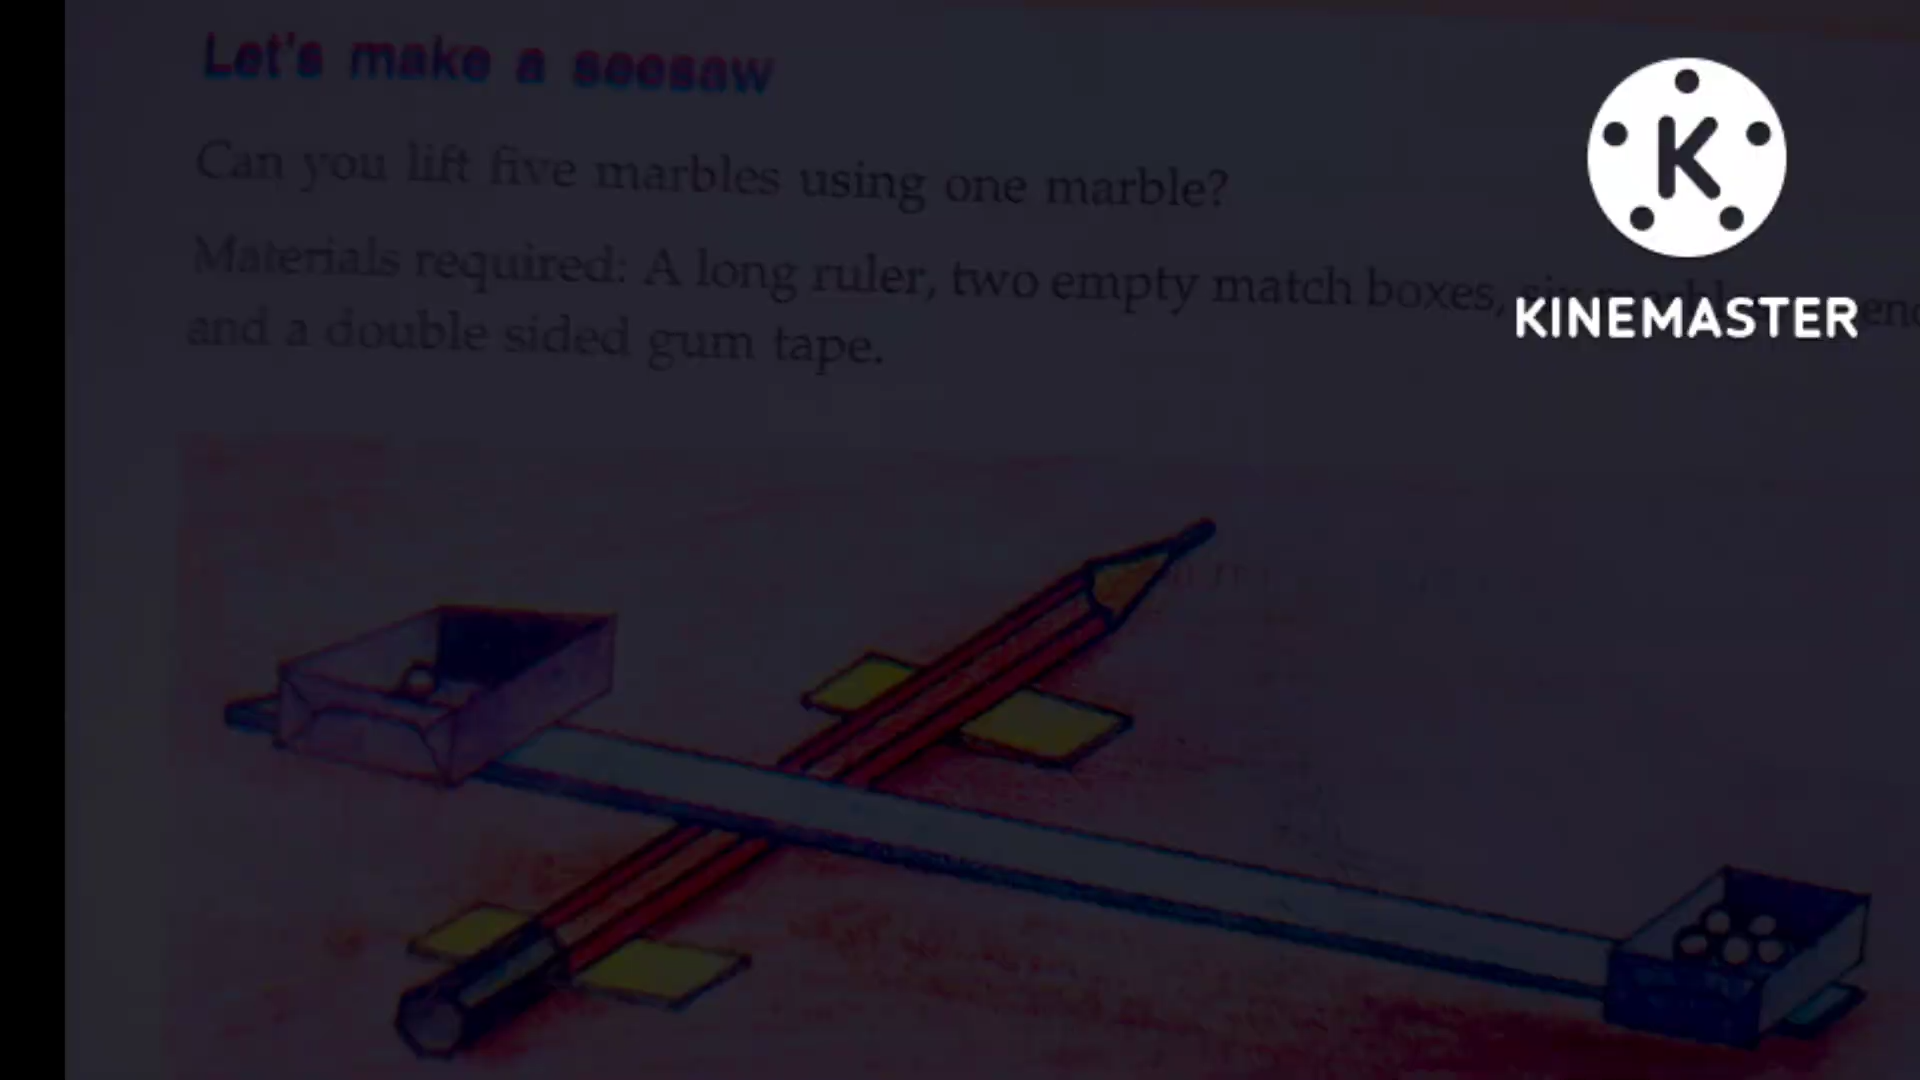 Let's make a seesaw
Can you lift five marbles using one marble?
Materials required: A long ruler, two empty match boxes, six
and a double sided gum tape.
K
KINEMASTER